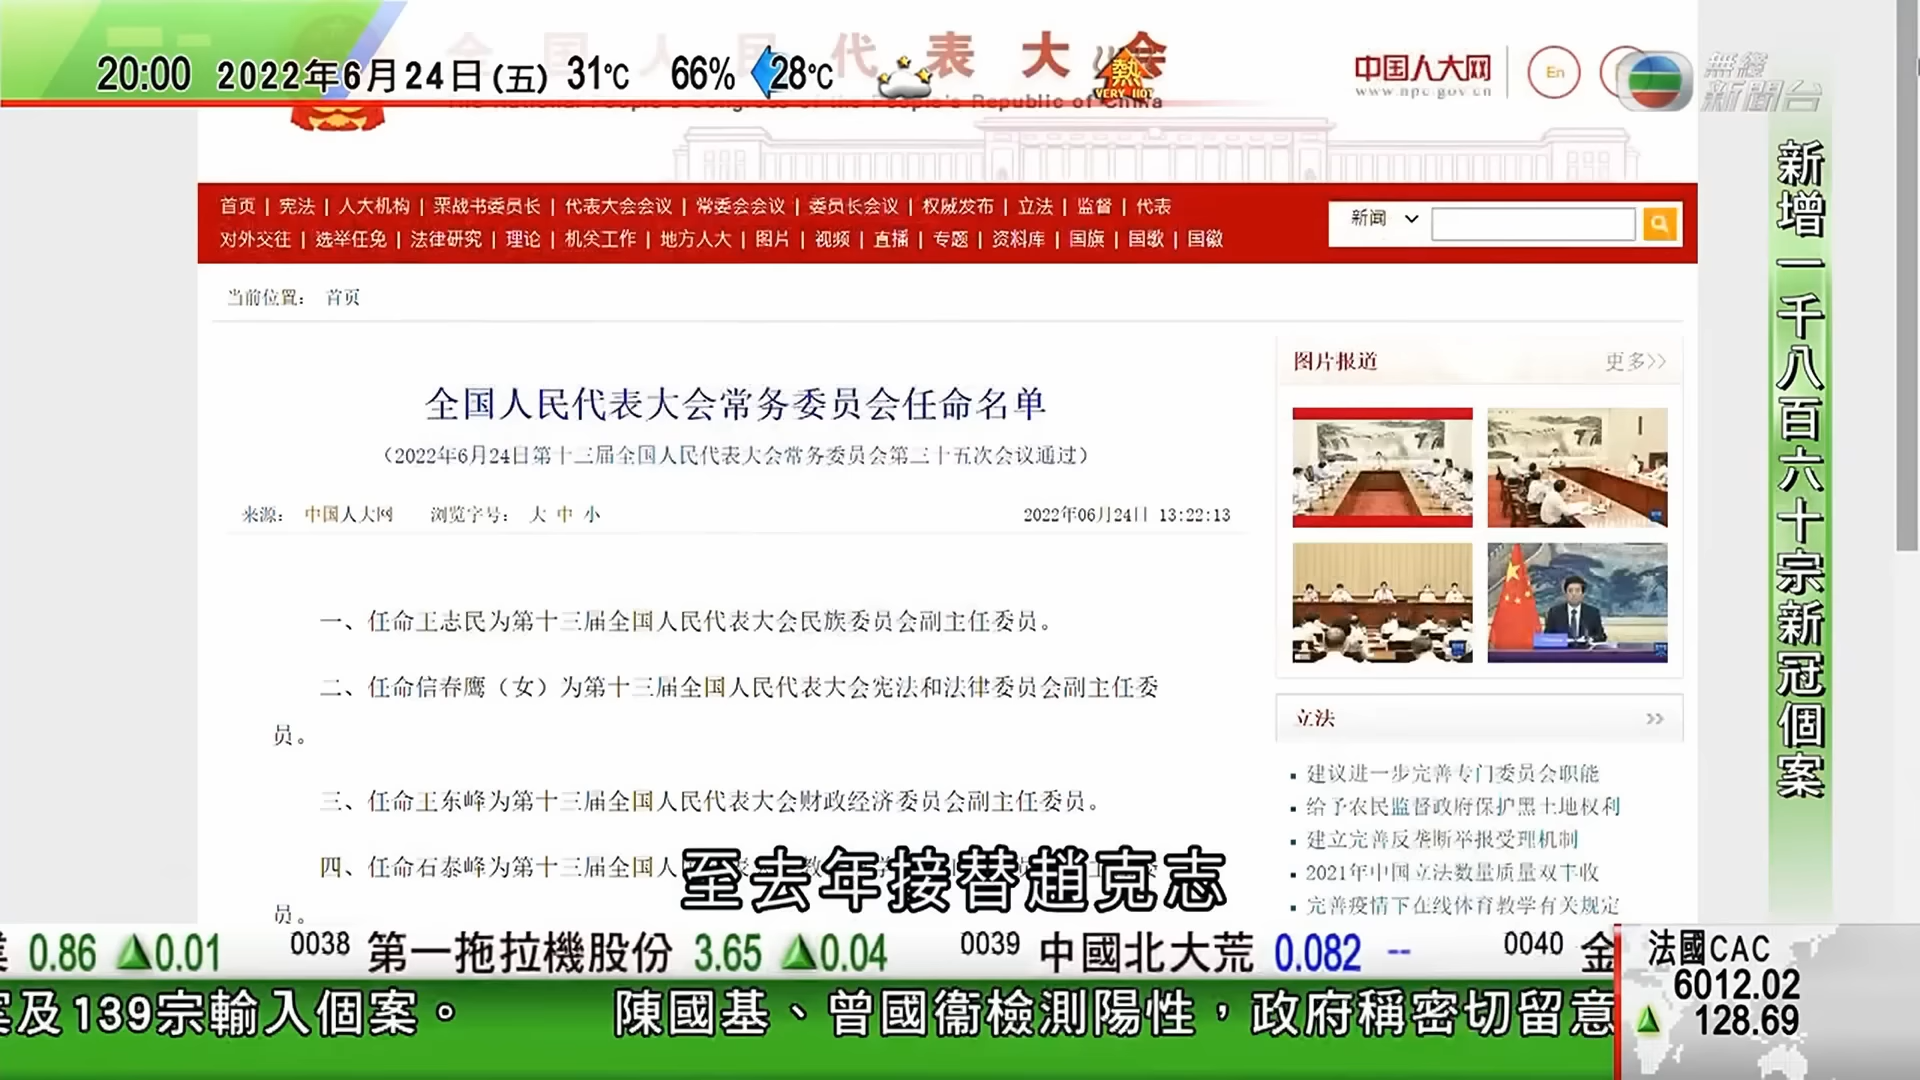 20:00 2022年6月24日(五) 31℃ 66% 28℃
全国人民代表大会
VERY HOT
熱
The National People's Congress of the People's Republic of China
中国人大网
www.npc.gov.cn
En
無綫新聞台
首页 | 宪法 | 人大机构 | 栗战书委员长 | 代表大会会议 | 常委会会议 | 委员长会议 | 权威发布 | 立法 | 监督 | 代表
对外交往 | 选举任免 | 法律研究 | 理论 | 机关工作 | 地方人大 | 图片 | 视频 | 直播 | 专题 | 资料库 | 国旗 | 国歌 | 国徽
新闻
当前位置: 首页
全国人民代表大会常务委员会任命名单
（2022年6月24日第十三届全国人民代表大会常务委员会第三十五次会议通过）
来源: 中国人大网 浏览字号: 大 中 小 2022年06月24日 13:22:13
一、任命王志民为第十三届全国人民代表大会民族委员会副主任委员。
二、任命信春鹰（女）为第十三届全国人民代表大会宪法和法律委员会副主任委
员。
三、任命王东峰为第十三届全国人民代表大会财政经济委员会副主任委员。
四、任命石泰峰为第十三届全国人
员。
图片报道 更多>>
立法 >>
建议进一步完善专门委员会职能
给予农民监督政府保护黑土地权利
建立完善反垄断举报受理机制
2021年中国立法数量质量双丰收
完善疫情下在线体育教学有关规定
新增一千八百六十宗新冠個案
至去年接替趙克志
0.86 ▲0.01 0038 第一拖拉機股份 3.65 ▲0.04 0039 中國北大荒 0.082 -- 0040 金
案及139宗輸入個案。 陳國基、曾國衞檢測陽性，政府稱密切留意
法國CAC
6012.02
▲ 128.69